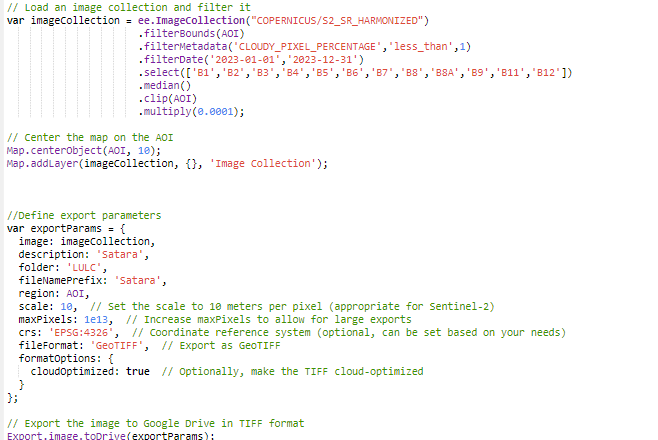 // Load an image collection and filter it
var imageCollection = ee.ImageCollection("COPERNICUS/S2_SR_HARMONIZED")
.filterBounds(AOI)
.filterMetadata('CLOUDY_PIXEL_PERCENTAGE','less_than',1)
.filterDate('2023-01-01','2023-12-31')
.select(['B1','B2','B3','B4','B5','B6','B7','B8','B8A','B9','B11','B12'])
.median()
.clip(AOI)
.multiply(0.0001);
// Center the map on the AOI
Map.centerObject(AOI, 10);
Map.addLayer(imageCollection, {}, 'Image Collection');
//Define export parameters
var exportParams = {
image: imageCollection,
description: 'Satara',
folder: 'LULC',
fileNamePrefix: 'Satara',
region: AOI,
scale: 10, // Set the scale to 10 meters per pixel (appropriate for Sentinel-2)
maxPixels: 1e13, // Increase maxPixels to allow for large exports
crs: 'EPSG:4326', // Coordinate reference system (optional, can be set based on your needs)
fileFormat: 'GeoTIFF', // Export as GeoTIFF
formatOptions: {
cloudOptimized: true // Optionally, make the TIFF cloud-optimized
}
};
// Export the image to Google Drive in TIFF format
Export.image.toDrive(exportParams);